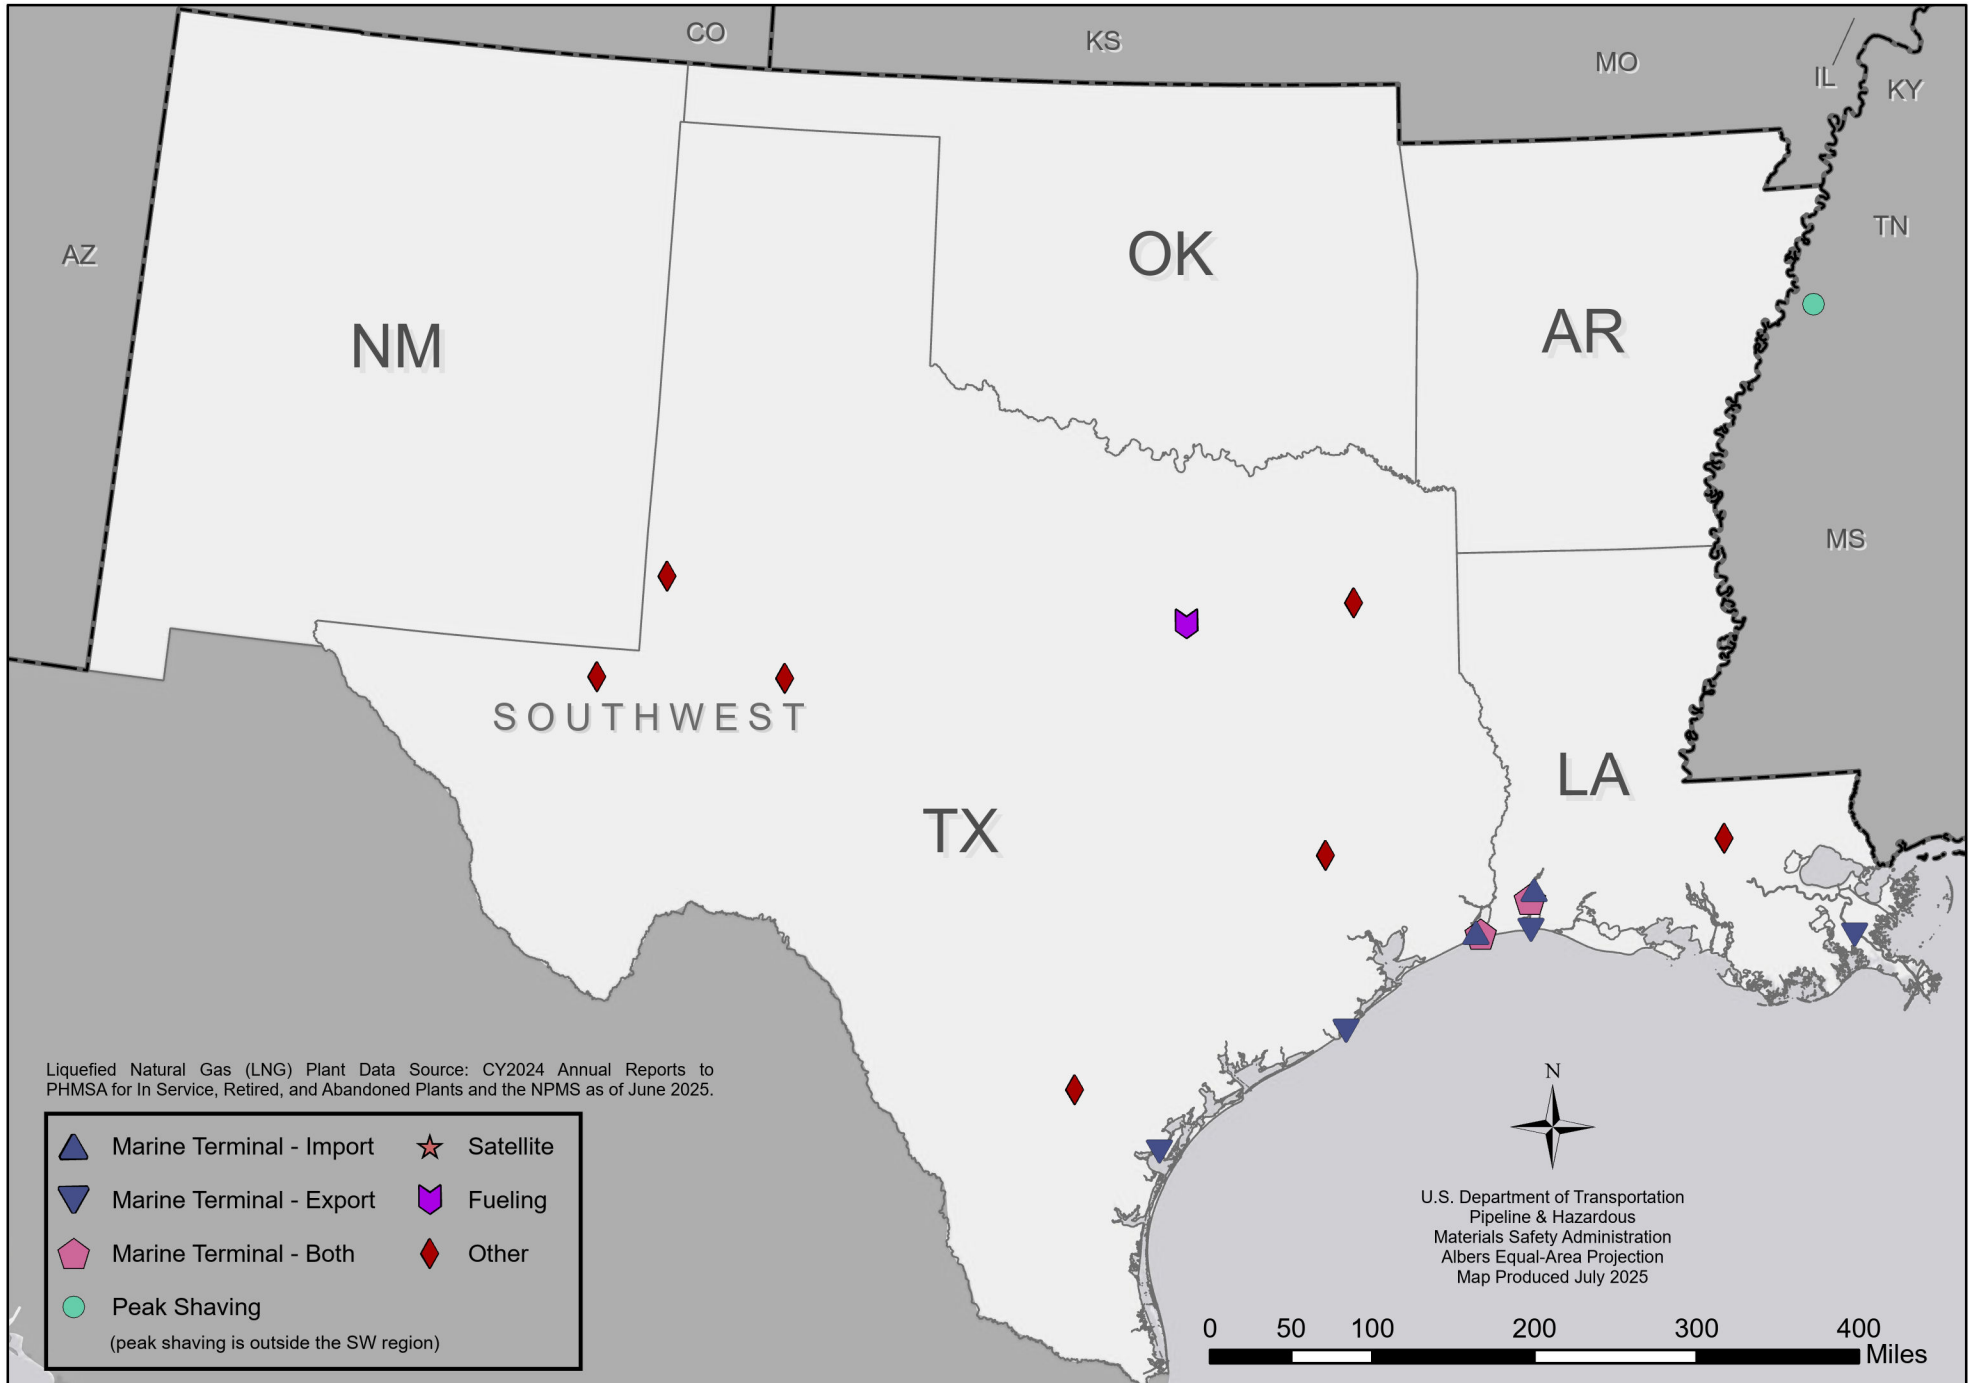 CO
KS
MO
IL
KY
AZ
NM
OK
AR
TN
MS
SOUTHWEST
TX
LA
Liquefied Natural Gas (LNG) Plant Data Source: CY2024 Annual Reports to
PHMSA for In Service, Retired, and Abandoned Plants and the NPMS as of June 2025.
Marine Terminal - Import
Satellite
Marine Terminal - Export
Fueling
Marine Terminal - Both
Other
Peak Shaving
(peak shaving is outside the SW region)
N
U.S. Department of Transportation
Pipeline & Hazardous
Materials Safety Administration
Albers Equal-Area Projection
Map Produced July 2025
0 50 100 200 300 400
Miles